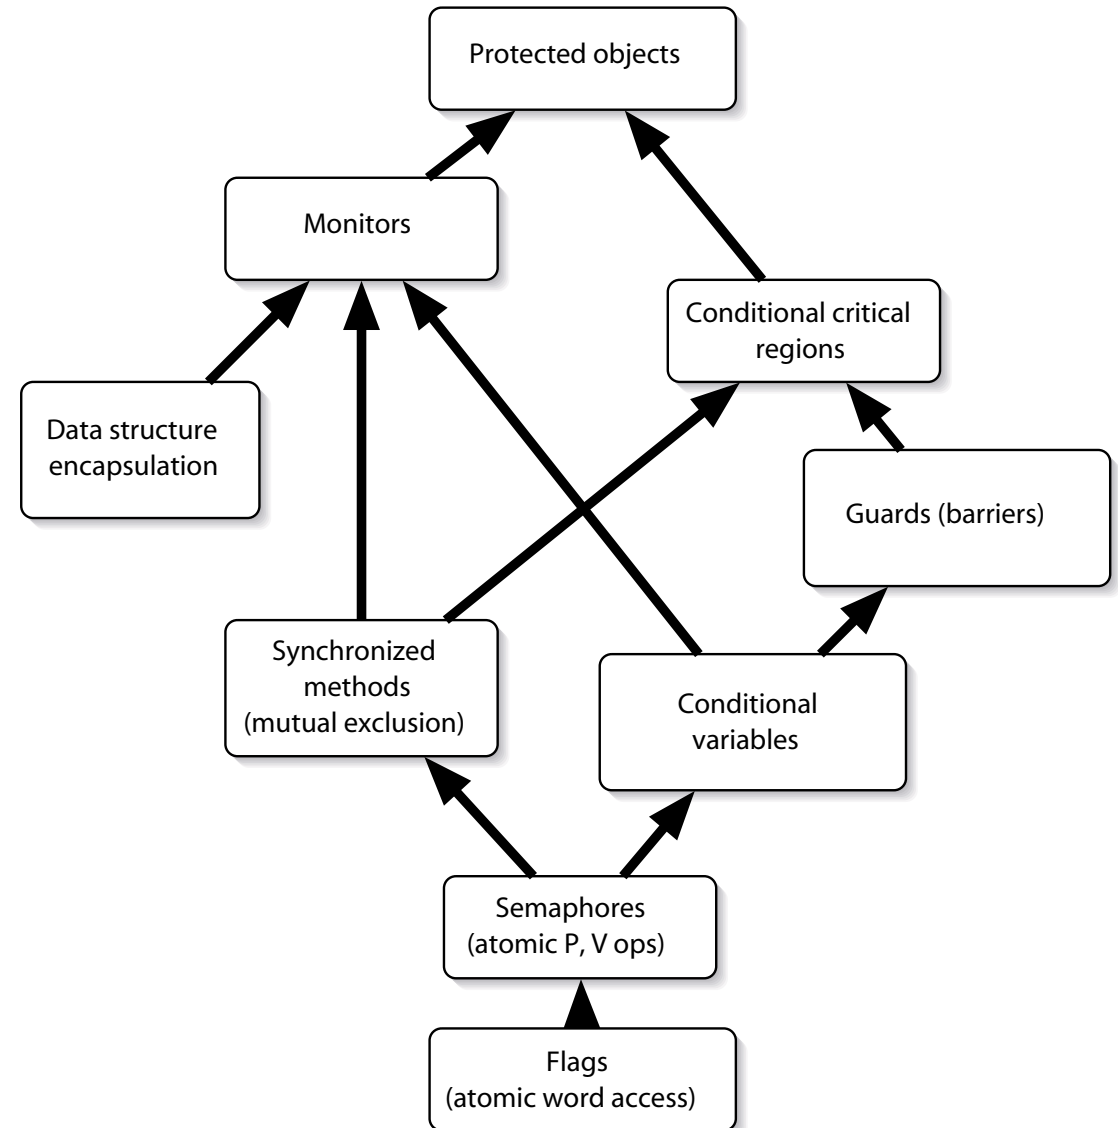 Protected objects
Monitors
Conditional critical
regions
Data structure
encapsulation
Guards (barriers)
Synchronized
methods
(mutual exclusion)
Conditional
variables
Semaphores
(atomic P, V ops)
Flags
(atomic word access)